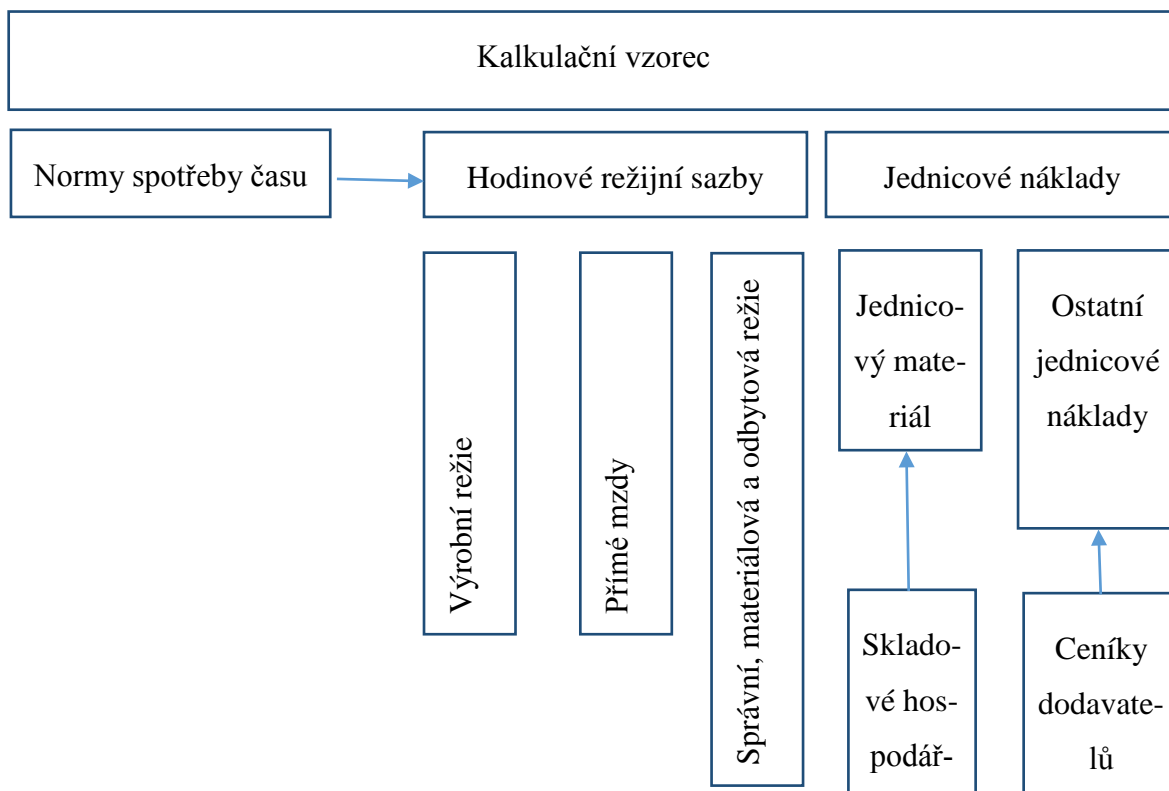 Kalkulační vzorec
Normy spotřeby času
Hodinové režijní sazby
Jednicové náklady
Výrobní režie
Přímé mzdy
Správní, materiálová a odbytová režie
Jednico-
vý mate-
riál
Ostatní
jednicové
náklady
Sklado-
vé hos-
podář-
Ceníky
dodavate-
lů